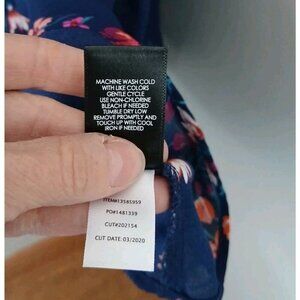 MACHINE WASH COLD
WITH LIKE COLORS
GENTLE CYCLE
USE NON-CHLORINE
BLEACH IF NEEDED
TUMBLE DRY LOW
REMOVE PROMPTLY AND
TOUCH UP WITH COOL
IRON IF NEEDED
ITEM#13585959
PO#1481339
CUT#202154
CUT DATE: 03/2020